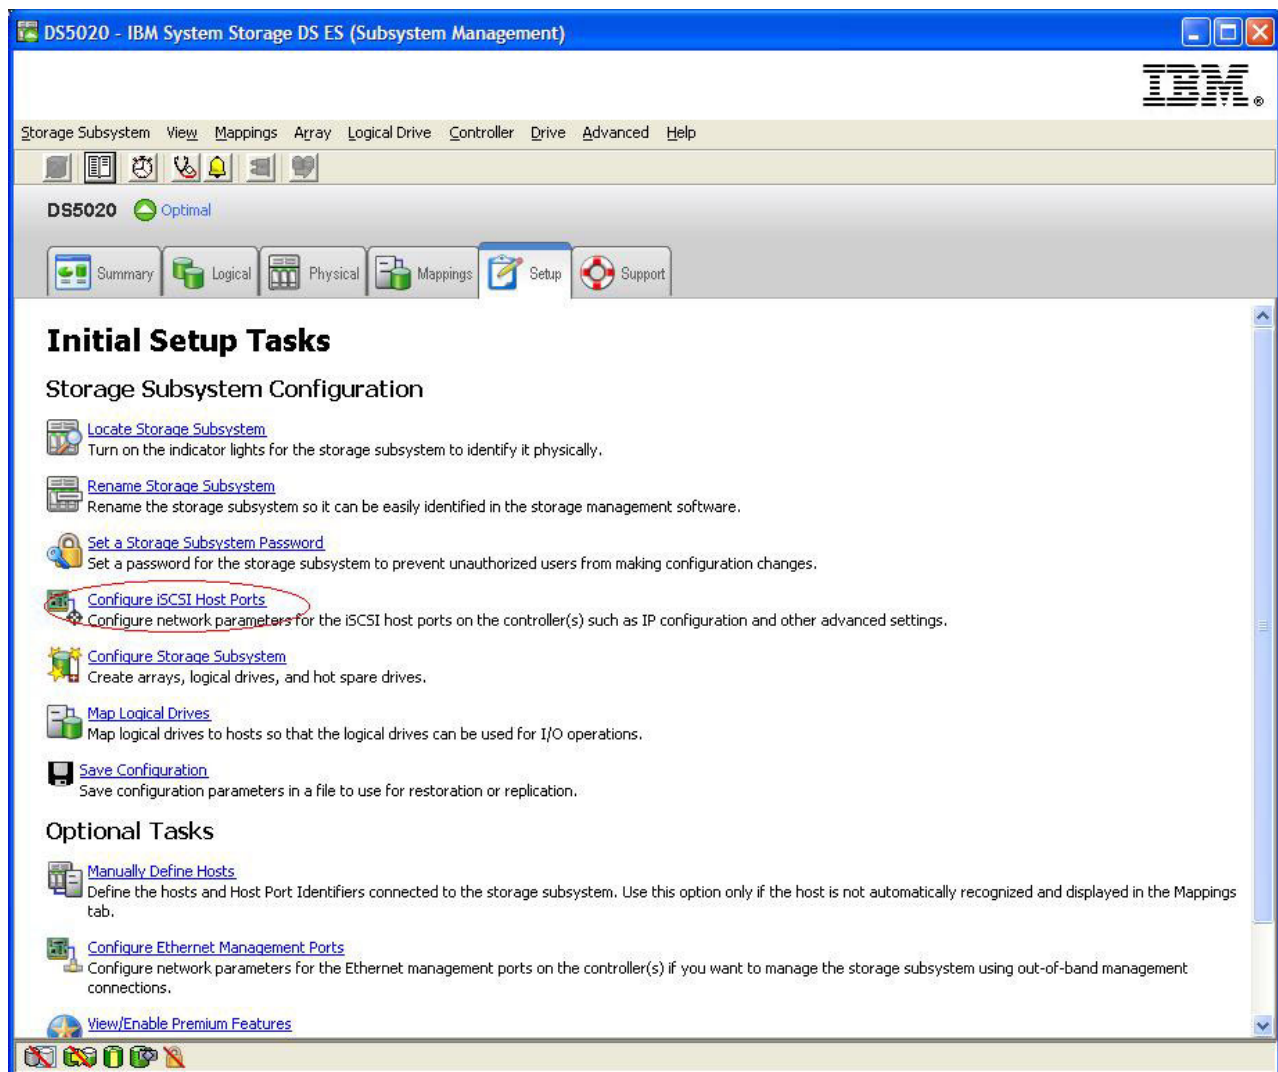 DS5020 - IBM System Storage DS ES (Subsystem Management)
IBM®
Storage Subsystem View Mappings Array Logical Drive Controller Drive Advanced Help
DS5020 Optimal
Summary Logical Physical Mappings Setup Support
Initial Setup Tasks
Storage Subsystem Configuration
Locate Storage Subsystem
Turn on the indicator lights for the storage subsystem to identify it physically.
Rename Storage Subsystem
Rename the storage subsystem so it can be easily identified in the storage management software.
Set a Storage Subsystem Password
Set a password for the storage subsystem to prevent unauthorized users from making configuration changes.
Configure iSCSI Host Ports
Configure network parameters for the iSCSI host ports on the controller(s) such as IP configuration and other advanced settings.
Configure Storage Subsystem
Create arrays, logical drives, and hot spare drives.
Map Logical Drives
Map logical drives to hosts so that the logical drives can be used for I/O operations.
Save Configuration
Save configuration parameters in a file to use for restoration or replication.
Optional Tasks
Manually Define Hosts
Define the hosts and Host Port Identifiers connected to the storage subsystem. Use this option only if the host is not automatically recognized and displayed in the Mappings
tab.
Configure Ethernet Management Ports
Configure network parameters for the Ethernet management ports on the controller(s) if you want to manage the storage subsystem using out-of-band management
connections.
View/Enable Premium Features